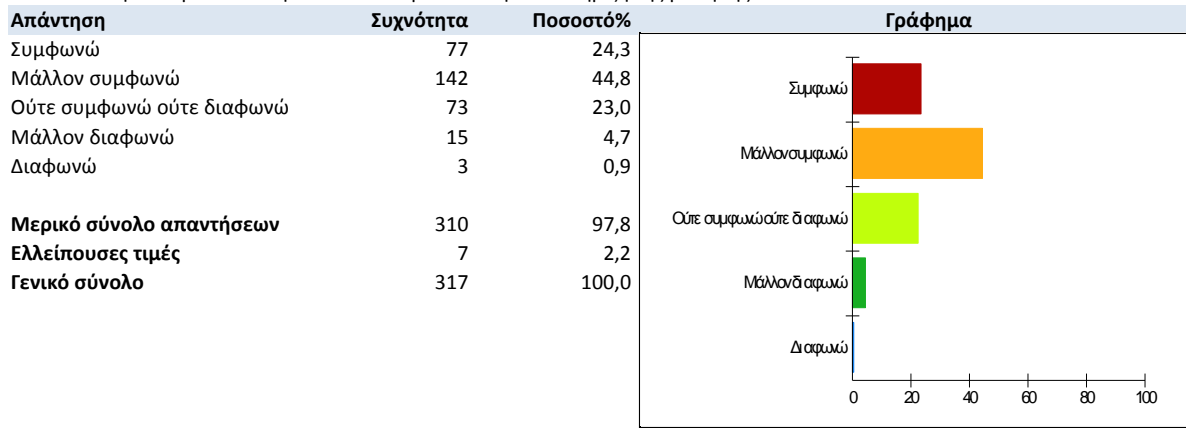 Απάντηση Συχνότητα Ποσοστό% Γράφημα
Συμφωνώ 77 24,3
Μάλλον συμφωνώ 142 44,8
Ούτε συμφωνώ ούτε διαφωνώ 73 23,0
Μάλλον διαφωνώ 15 4,7
Διαφωνώ 3 0,9
Μερικό σύνολο απαντήσεων 310 97,8
Ελλείπουσες τιμές 7 2,2
Γενικό σύνολο 317 100,0
Συμφωνώ
Μάλλον συμφωνώ
Ούτε συμφωνώ ούτε διαφωνώ
Μάλλον διαφωνώ
Διαφωνώ
0 20 40 60 80 100